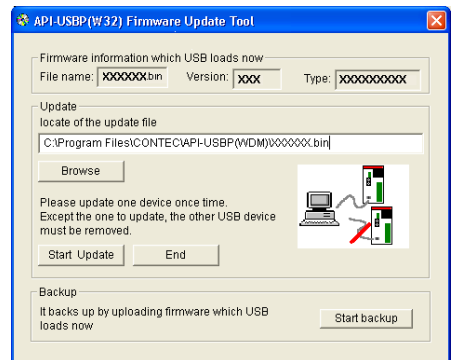 API-USBP(W32) Firmware Update Tool
Firmware information which USB loads now
File name: XXXXXX.bin Version: XXX Type: XXXXXXXXX
Update
locate of the update file
C:\Program Files\CONTEC\API-USBP(WDM)\XXXXXX.bin
Browse
Please update one device once time.
Except the one to update, the other USB device
must be removed.
Start Update End
Backup
It backs up by uploading firmware which USB
loads now
Start backup